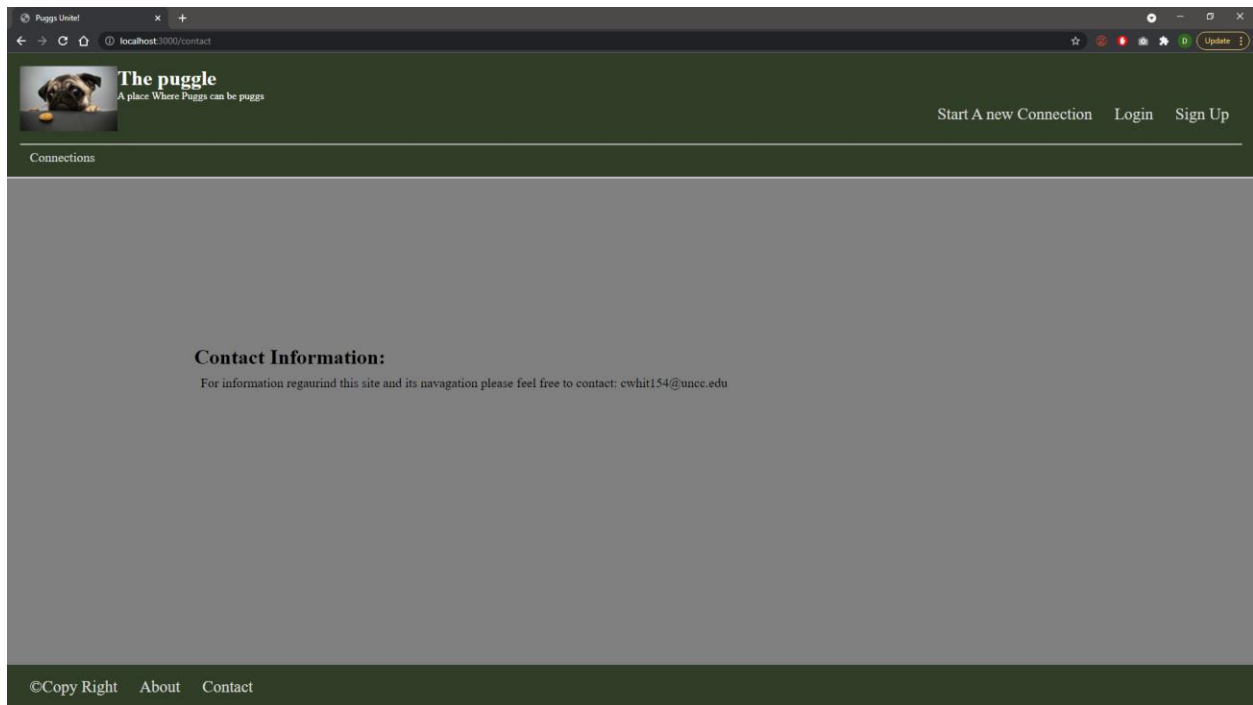 Puggs Unite!
localhost:3000/contact
D Update
The puggle
A place Where Puggs can be puggs
Start A new Connection Login Sign Up
Connections
Contact Information:
For information regaurind this site and its navagation please feel free to contact: cwhit154@uncc.edu
©Copy Right About Contact